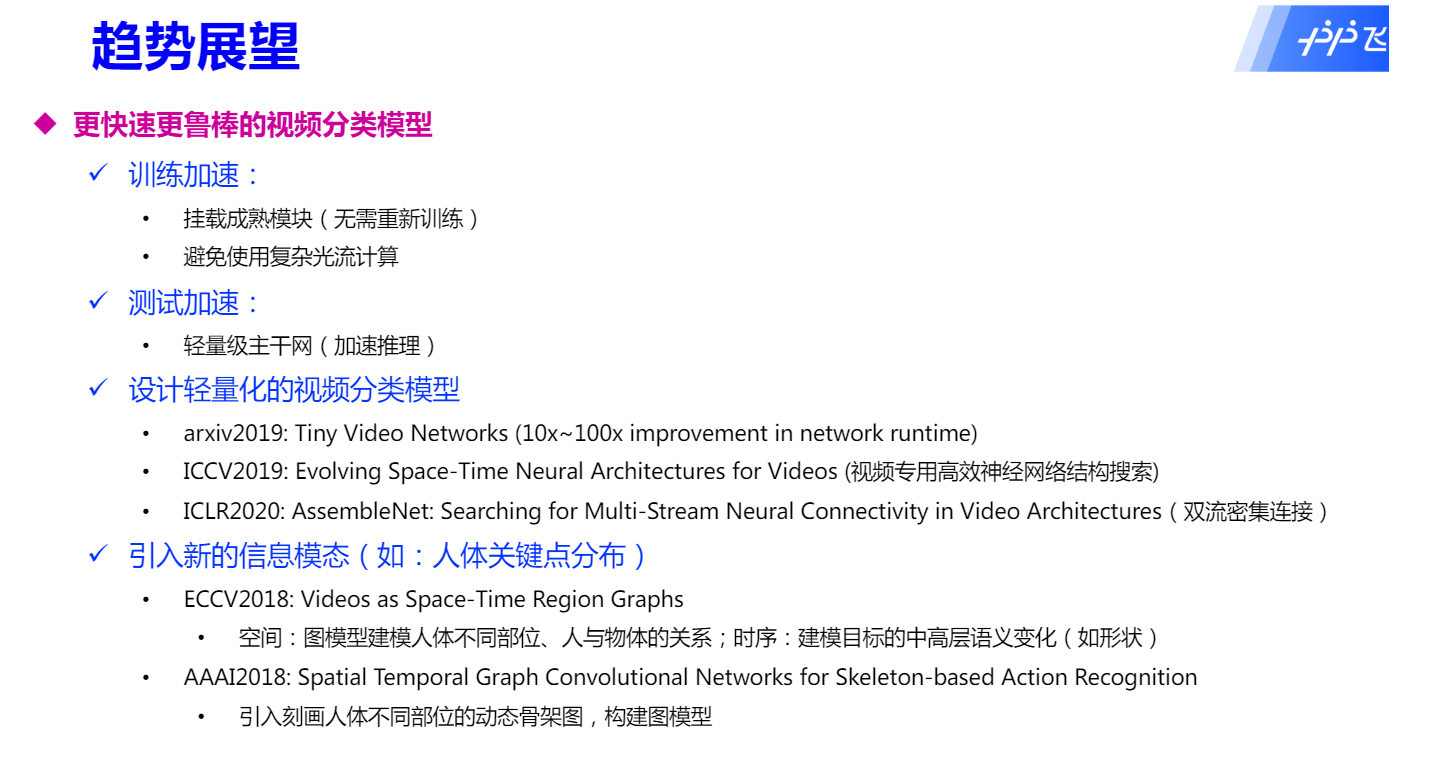 趋势展望
飞
更快速更鲁棒的视频分类模型
训练加速：
挂载成熟模块（无需重新训练）
避免使用复杂光流计算
测试加速：
轻量级主干网（加速推理）
设计轻量化的视频分类模型
arxiv2019: Tiny Video Networks (10x~100x improvement in network runtime)
ICCV2019: Evolving Space-Time Neural Architectures for Videos (视频专用高效神经网络结构搜索)
ICLR2020: AssembleNet: Searching for Multi-Stream Neural Connectivity in Video Architectures（双流密集连接）
引入新的信息模态（如：人体关键点分布）
ECCV2018: Videos as Space-Time Region Graphs
空间：图模型建模人体不同部位、人与物体的关系；时序：建模目标的中高层语义变化（如形状）
AAAI2018: Spatial Temporal Graph Convolutional Networks for Skeleton-based Action Recognition
引入刻画人体不同部位的动态骨架图，构建图模型